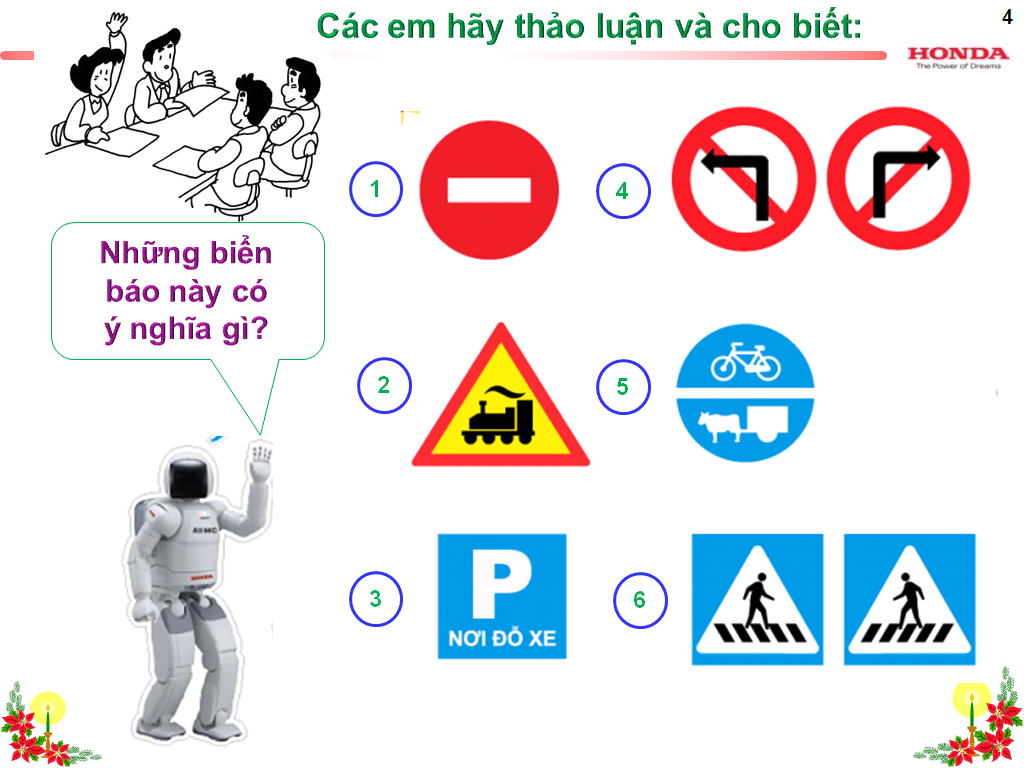 Các em hãy thảo luận và cho biết:
4
HONDA
The Power of Dreams
Những biển
báo này có
ý nghĩa gì?
1
4
2
5
3
P
NƠI ĐỖ XE
6
HONDA